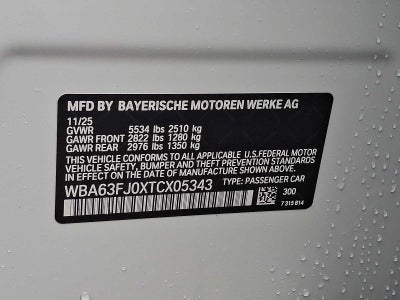 MFD BY BAYERISCHE MOTOREN WERKE AG
11/25
GVWR 5534 lbs 2510 kg
GAWR FRONT 2822 lbs 1280 kg
GAWR REAR 2976 lbs 1350 kg
THIS VEHICLE CONFORMS TO ALL APPLICABLE U.S.FEDERAL MOTOR
VEHICLE SAFETY, BUMPER AND THEFT PREVENTION
STANDARDS IN EFFECT ON THE DATE OF
MANUFACTURE SHOWN ABOVE.
WBA63FJ0XTCX05343 TYPE: PASSENGER CAR
300
7 315 814